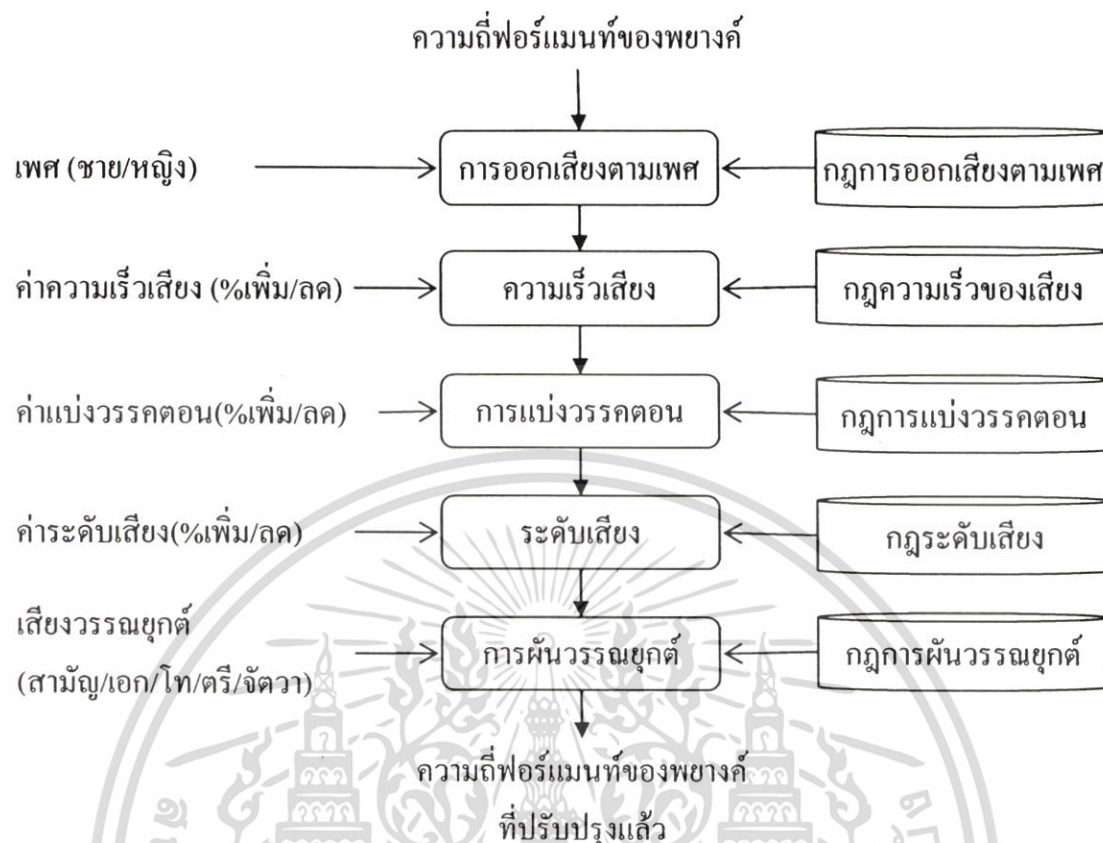 ความถี่ฟอร์แมนท์ของพยางค์
เพศ (ชาย/หญิง)
การออกเสียงตามเพศ
กฎการออกเสียงตามเพศ
ค่าความเร็วเสียง (%เพิ่ม/ลด)
ความเร็วเสียง
กฎความเร็วของเสียง
ค่าแบ่งวรรคตอน(%เพิ่ม/ลด)
การแบ่งวรรคตอน
กฎการแบ่งวรรคตอน
ค่าระดับเสียง(%เพิ่ม/ลด)
ระดับเสียง
กฎระดับเสียง
เสียงวรรณยุกต์
(สามัญ/เอก/โท/ตรี/จัตวา)
การผันวรรณยุกต์
กฎการผันวรรณยุกต์
ความถี่ฟอร์แมนท์ของพยางค์
ที่ปรับปรุงแล้ว